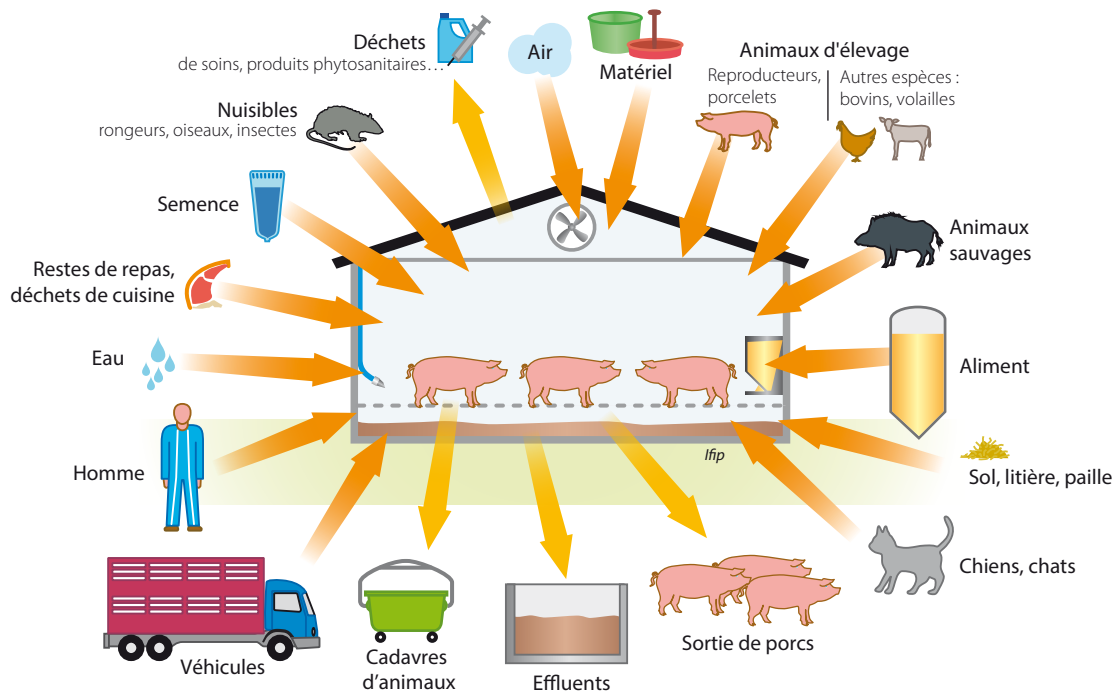 Déchets
de soins, produits phytosanitaires…
Air
Matériel
Animaux d'élevage
Reproducteurs,
porcelets
Autres espèces :
bovins, volailles
Nuisibles
rongeurs, oiseaux, insectes
Semence
Animaux
sauvages
Restes de repas,
déchets de cuisine
Eau
Aliment
Ifip
Homme
Sol, litière, paille
Chiens, chats
Véhicules
Cadavres
d'animaux
Effluents
Sortie de porcs